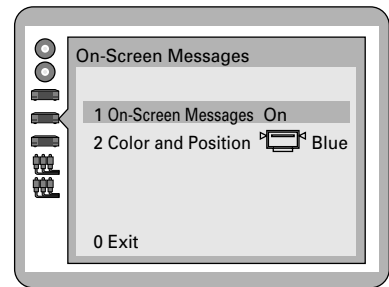 On-Screen Messages
1 On-Screen Messages On
2 Color and Position Blue
0 Exit